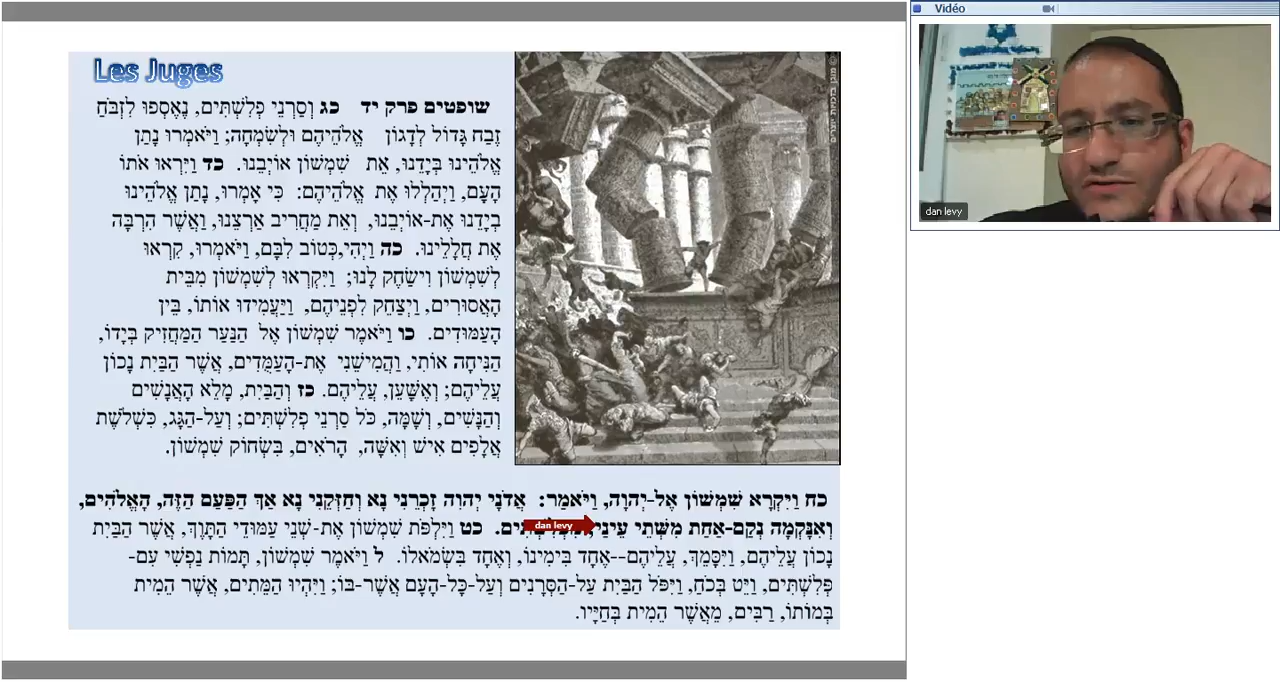 Les Juges
שופטים פרק יד כג וְסַרְנֵי פְלִשְׁתִּים, נֶאֱסְפוּ לִזְבֹּחַ
זֶבַח גָּדוֹל לְדָגוֹן אֱלֹהֵיהֶם וּלְשִׂמְחָה; וַיֹּאמְרוּ נָתַן
אֱלֹהֵינוּ בְּיָדֵנוּ, אֵת שִׁמְשׁוֹן אוֹיְבֵנוּ. כד וַיִּרְאוּ אֹתוֹ
הָעָם, וַיְהַלְלוּ אֶת אֱלֹהֵיהֶם: כִּי אָמְרוּ, נָתַן אֱלֹהֵינוּ
בְיָדֵנוּ אֶת-אוֹיְבֵנוּ, וְאֵת מַחֲרִיב אַרְצֵנוּ, וַאֲשֶׁר הִרְבָּה
אֶת חֲלָלֵינוּ. כה וַיְהִי,כְּטוֹב לִבָּם, וַיֹּאמְרוּ, קִרְאוּ
לְשִׁמְשׁוֹן וִישַׂחֶק לָנוּ; וַיִּקְרְאוּ לְשִׁמְשׁוֹן מִבֵּית
הָאֲסוּרִים, וַיְצַחֵק לִפְנֵיהֶם, וַיַּעֲמִידוּ אוֹתוֹ, בֵּין
הָעַמּוּדִים. כו וַיֹּאמֶר שִׁמְשׁוֹן אֶל הַנַּעַר הַמַּחֲזִיק בְּיָדוֹ,
הַנִּיחָה אוֹתִי, וַהֲמִישֵׁנִי אֶת-הָעַמֻּדִים, אֲשֶׁר הַבַּיִת נָכוֹן
עֲלֵיהֶם; וְאֶשָּׁעֵן, עֲלֵיהֶם. כז וְהַבַּיִת, מָלֵא הָאֲנָשִׁים
וְהַנָּשִׁים, וְשָׁמָּה, כֹּל סַרְנֵי פְלִשְׁתִּים; וְעַל-הַגָּג, כִּשְׁלֹשֶׁת
אֲלָפִים אִישׁ וְאִשָּׁה, הָרֹאִים, בִּשְׂחוֹק שִׁמְשׁוֹן.
כח וַיִּקְרָא שִׁמְשׁוֹן אֶל-יְהוָה, וַיֹּאמַר: אֲדֹנָי יְהוִה זָכְרֵנִי נָא וְחַזְּקֵנִי נָא אַךְ הַפַּעַם הַזֶּה, הָאֱלֹהִים,
וְאִנָּקְמָה נְקַם-אַחַת מִשְּׁתֵי עֵינַי, dan levy כט וַיִּלְפֹּת שִׁמְשׁוֹן אֶת-שְׁנֵי עַמּוּדֵי הַתָּוֶךְ, אֲשֶׁר הַבַּיִת
נָכוֹן עֲלֵיהֶם, וַיִּסָּמֵךְ, עֲלֵיהֶם--אֶחָד בִּימִינוֹ, וְאֶחָד בִּשְׂמֹאלוֹ. ל וַיֹּאמֶר שִׁמְשׁוֹן, תָּמוֹת נַפְשִׁי עִם-
פְּלִשְׁתִּים, וַיֵּט בְּכֹחַ, וַיִּפֹּל הַבַּיִת עַל-הַסְּרָנִים וְעַל-כָּל-הָעָם אֲשֶׁר-בּוֹ; וַיִּהְיוּ הַמֵּתִים, אֲשֶׁר הֵמִית
בְּמוֹתוֹ, רַבִּים, מֵאֲשֶׁר הֵמִית בְּחַיָּיו.
Vidéo
dan levy